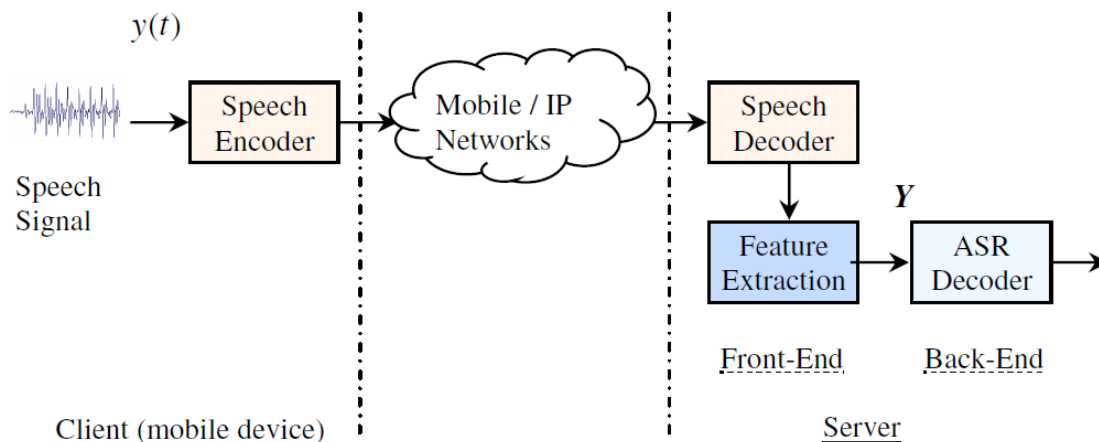 y(t)
Speech
Encoder
Mobile / IP
Networks
Speech
Decoder
Speech
Signal
Y
Feature
Extraction
ASR
Decoder
Front-End
Back-End
Client (mobile device)
Server